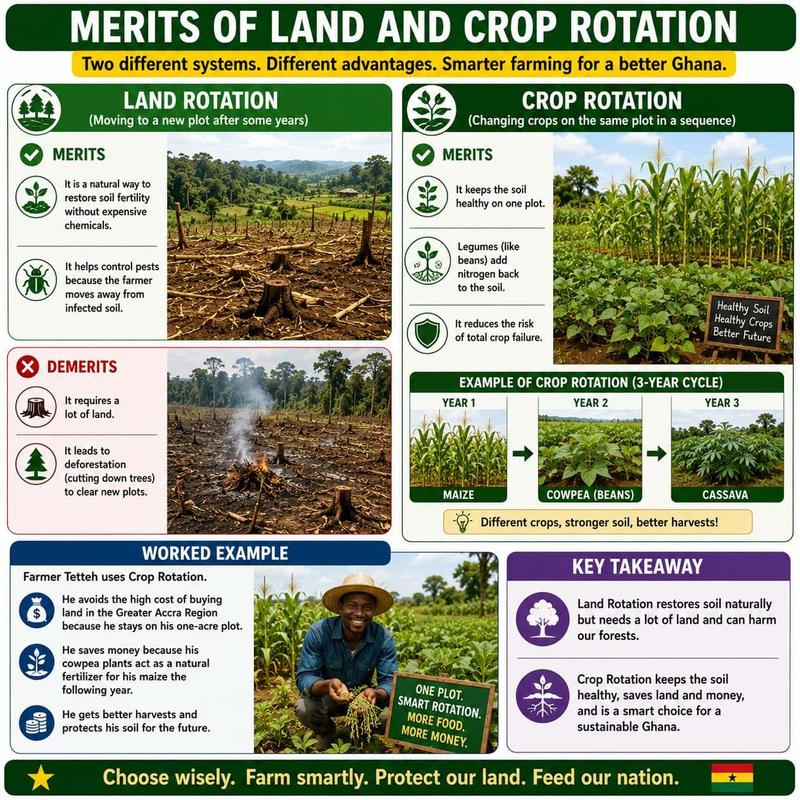 MERITS OF LAND AND CROP ROTATION
Two different systems. Different advantages. Smarter farming for a better Ghana.
LAND ROTATION
(Moving to a new plot after some years)
MERITS
It is a natural way to
restore soil fertility
without expensive
chemicals.
It helps control pests
because the farmer
moves away from
infected soil.
DEMERITS
It requires a
lot of land.
It leads to
deforestation
(cutting down trees)
to clear new plots.
CROP ROTATION
(Changing crops on the same plot in a sequence)
MERITS
It keeps the soil
healthy on one plot.
Legumes (like
beans) add
nitrogen back
to the soil.
It reduces the risk
of total crop failure.
Healthy Soil
Healthy Crops
Better Future
EXAMPLE OF CROP ROTATION (3-YEAR CYCLE)
YEAR 1
YEAR 2
YEAR 3
MAIZE
COWPEA (BEANS)
CASSAVA
Different crops, stronger soil, better harvests!
WORKED EXAMPLE
Farmer Tetteh uses Crop Rotation.
$
He avoids the high cost of buying
land in the Greater Accra Region
because he stays on his one-acre plot.
He saves money because his
cowpea plants act as a natural
fertilizer for his maize the
following year.
He gets better harvests and
protects his soil for the future.
ONE PLOT.
SMART ROTATION.
MORE FOOD.
MORE MONEY.
KEY TAKEAWAY
Land Rotation restores soil naturally
but needs a lot of land and can harm
our forests.
Crop Rotation keeps the soil
healthy, saves land and money,
and is a smart choice for a
sustainable Ghana.
Choose wisely. Farm smartly. Protect our land. Feed our nation.